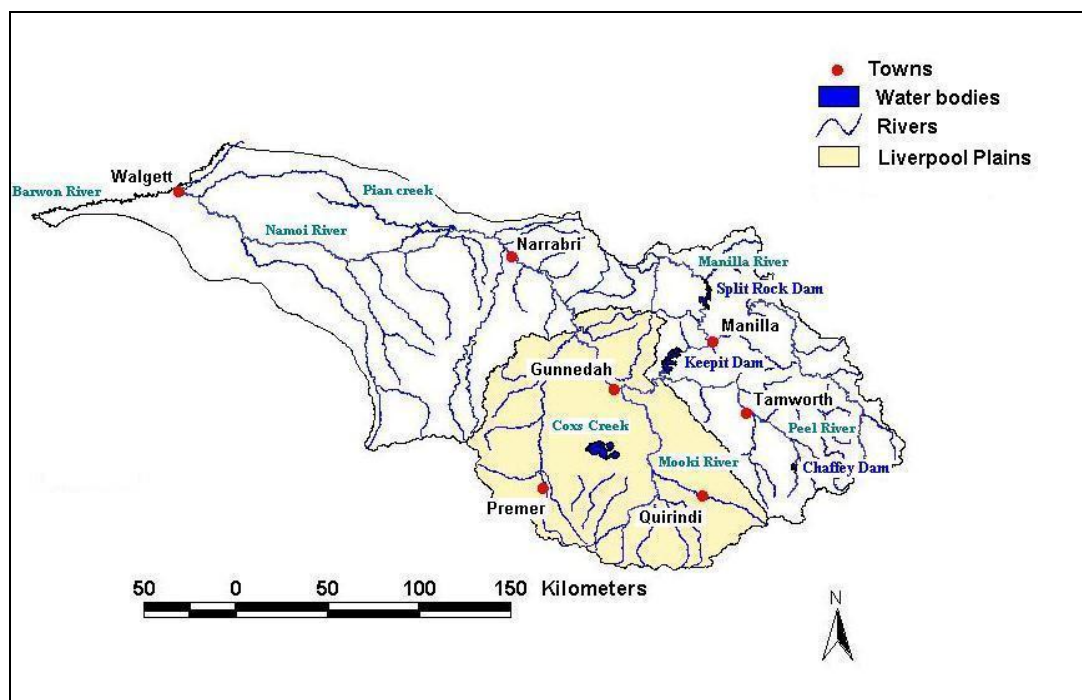 Towns
Water bodies
Rivers
Liverpool Plains
Walgett
Barwon River
Pian creek
Namoi River
Narrabri
Manilla River
Split Rock Dam
Manilla
Keepit Dam
Gunnedah
Tamworth
Coxs Creek
Peel River
Mooki River
Chaffey Dam
Premer
Quirindi
50 0 50 100 150 Kilometers
N